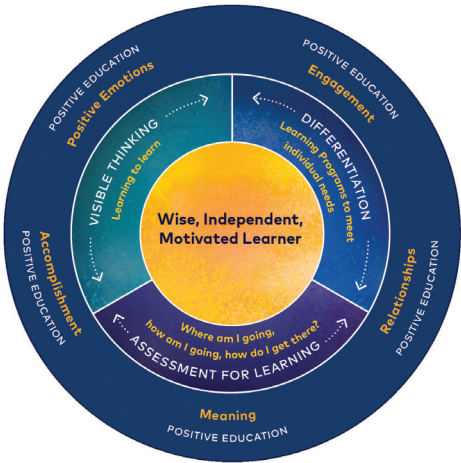 POSITIVE EDUCATION
Positive Emotions
POSITIVE EDUCATION
Engagement
VISIBLE THINKING
Learning to learn
DIFFERENTIATION
Learning Programs to meet
individual needs
Wise, Independent,
Motivated Learner
Accomplishment
POSITIVE EDUCATION
Relationships
POSITIVE EDUCATION
Where am I going,
how am I going, how do I get there?
ASSESSMENT FOR LEARNING
Meaning
POSITIVE EDUCATION